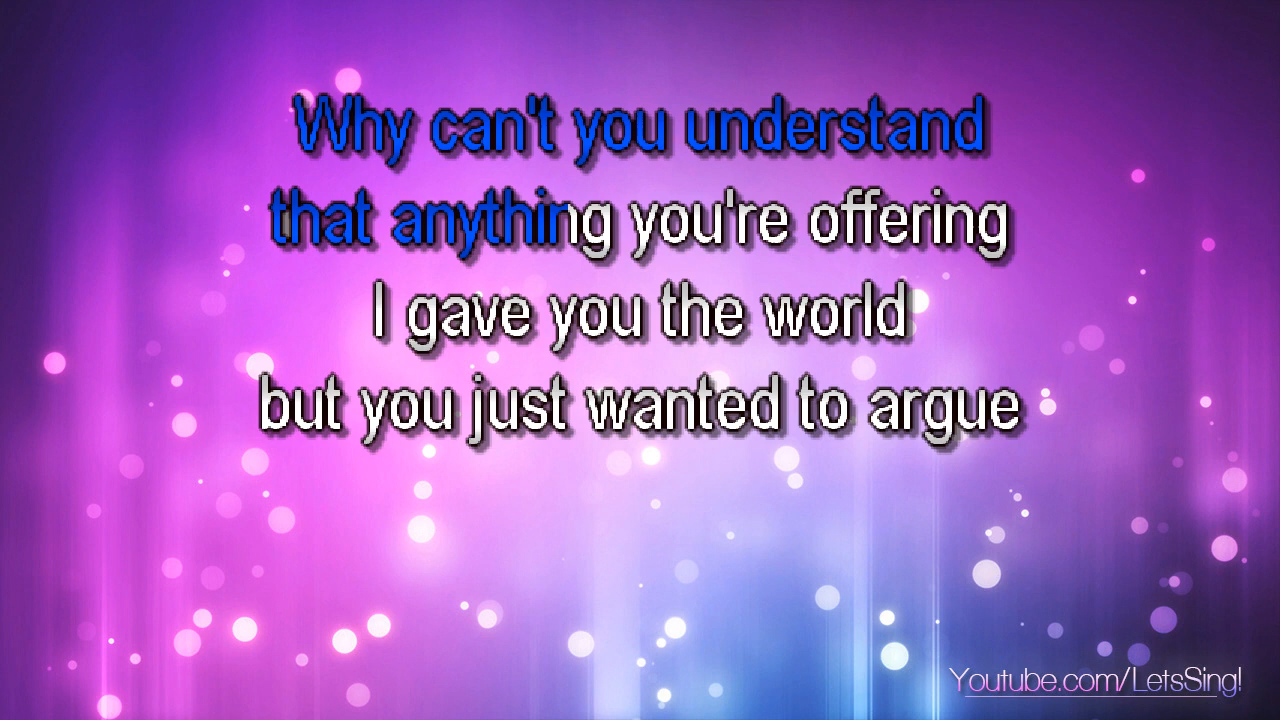 Why can't you understand
that anything you're offering
I gave you the world
but you just wanted to argue
Youtube.com/LetsSing!